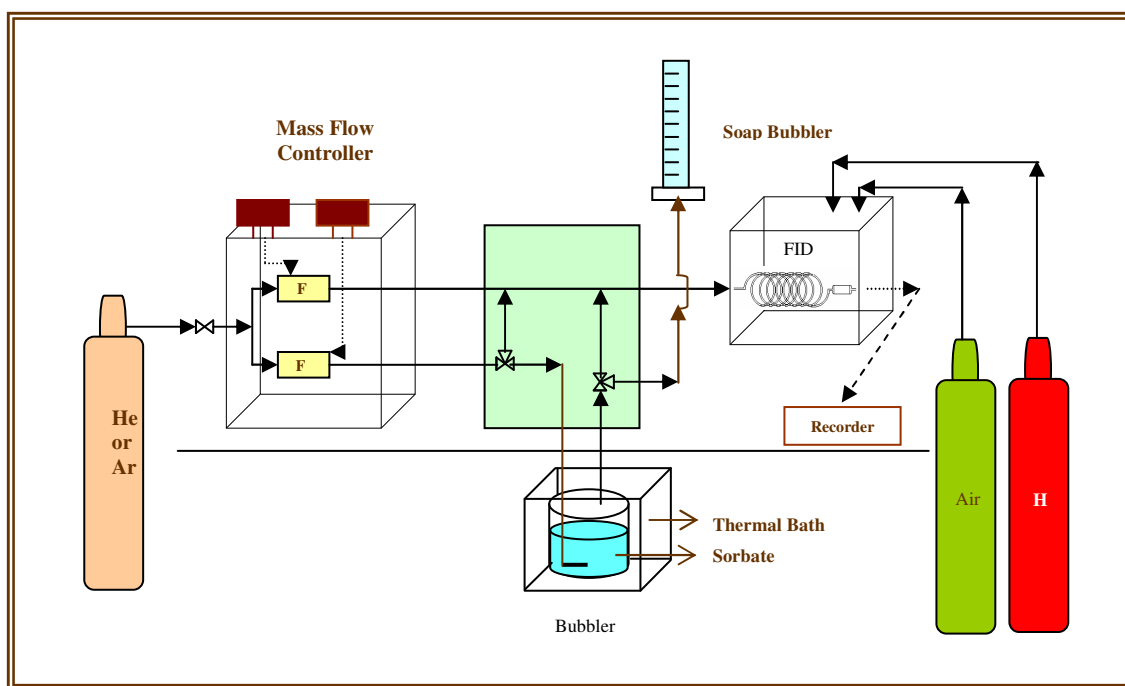 Mass Flow
Controller
Soap Bubbler
FID
F
F
He
or
Ar
Recorder
Air
H
Thermal Bath
Sorbate
Bubbler